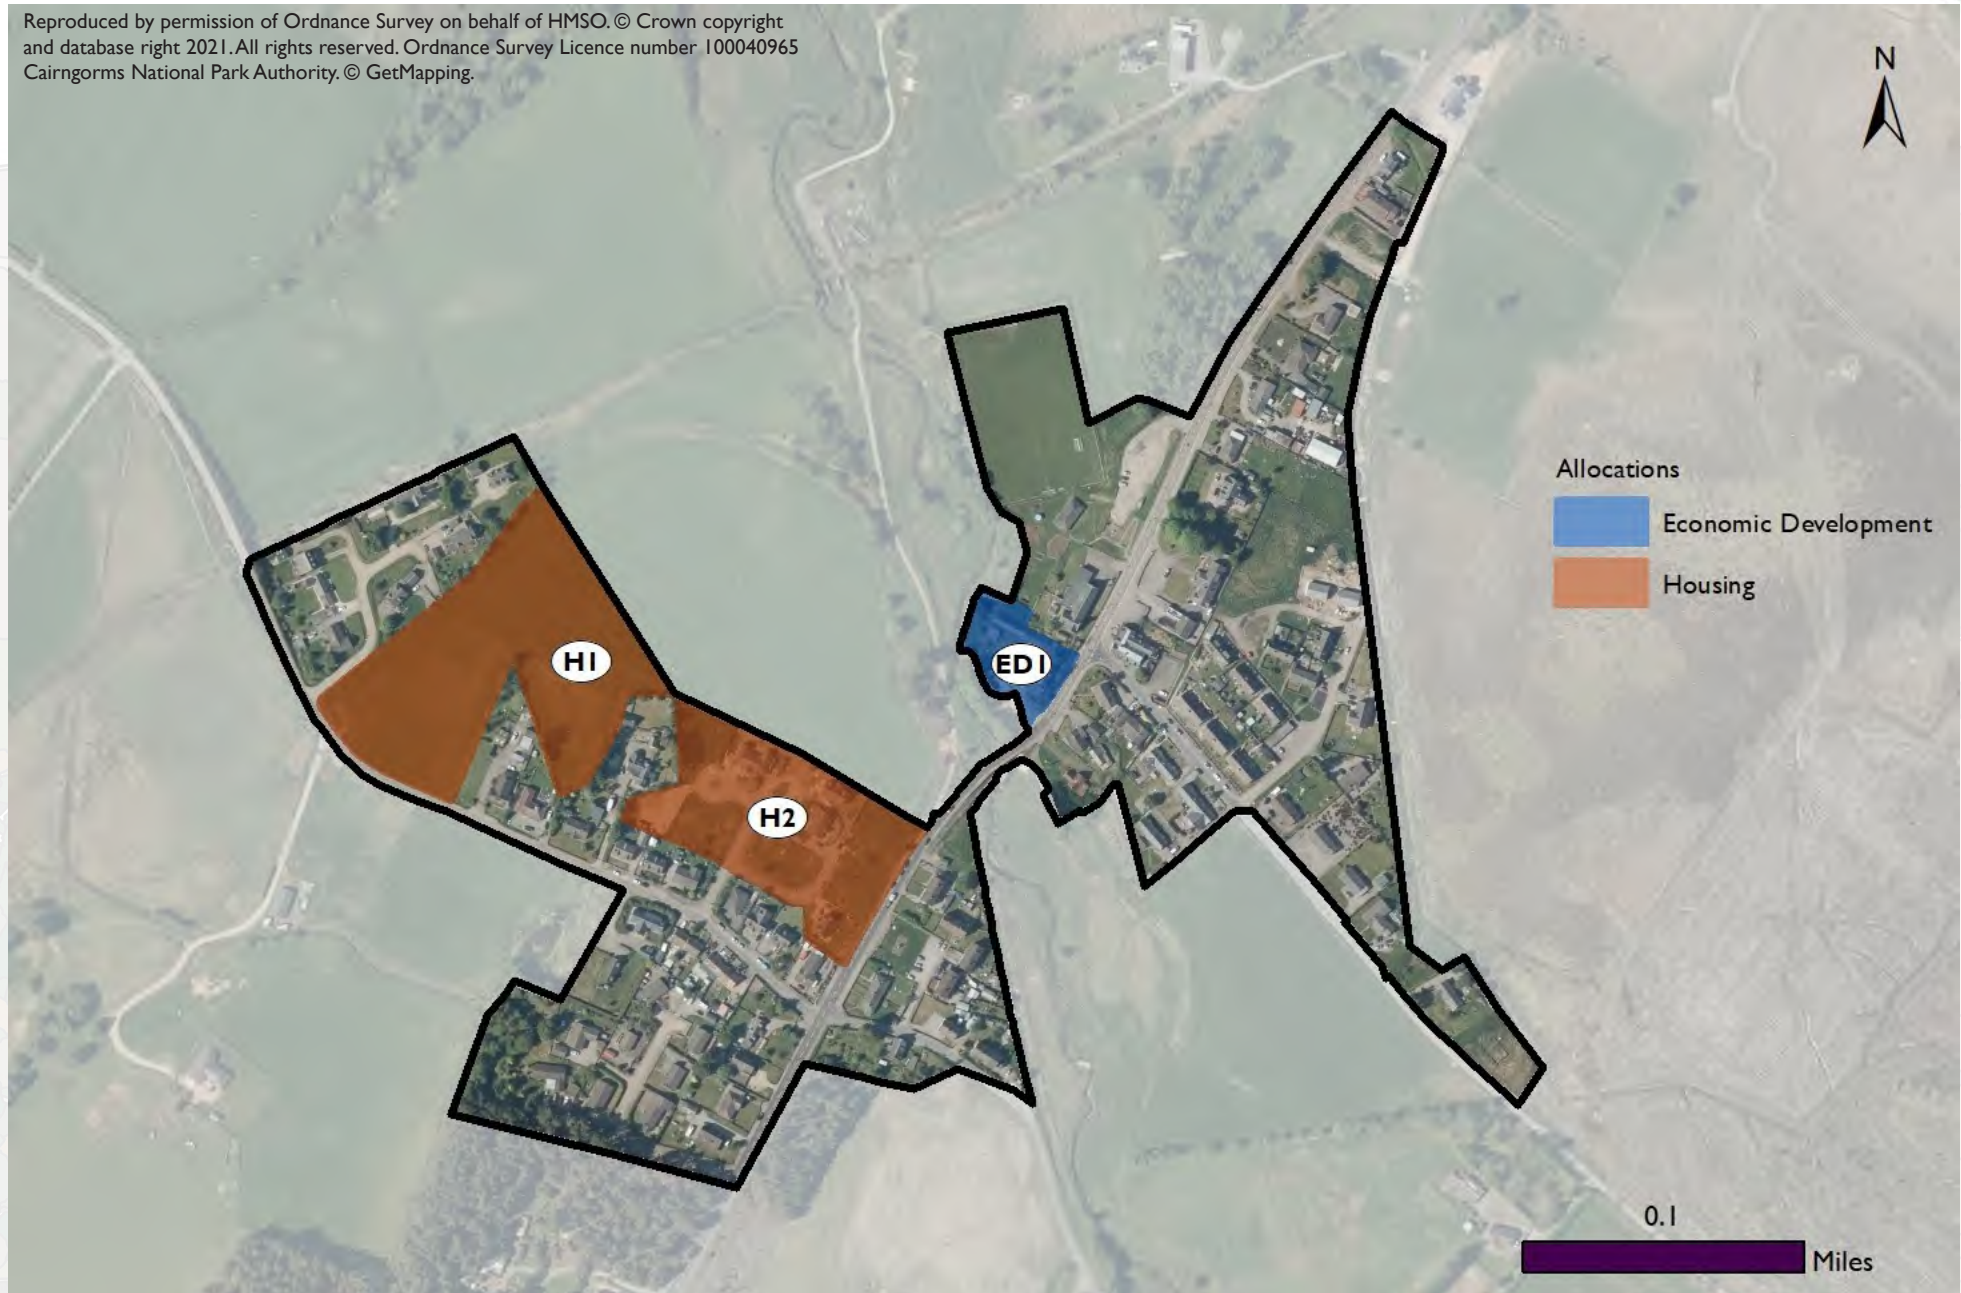 Reproduced by permission of Ordnance Survey on behalf of HMSO. © Crown copyright
and database right 2021. All rights reserved. Ordnance Survey Licence number 100040965
Cairngorms National Park Authority. © GetMapping.
N
Allocations
Economic Development
Housing
H1
ED1
H2
0.1
Miles